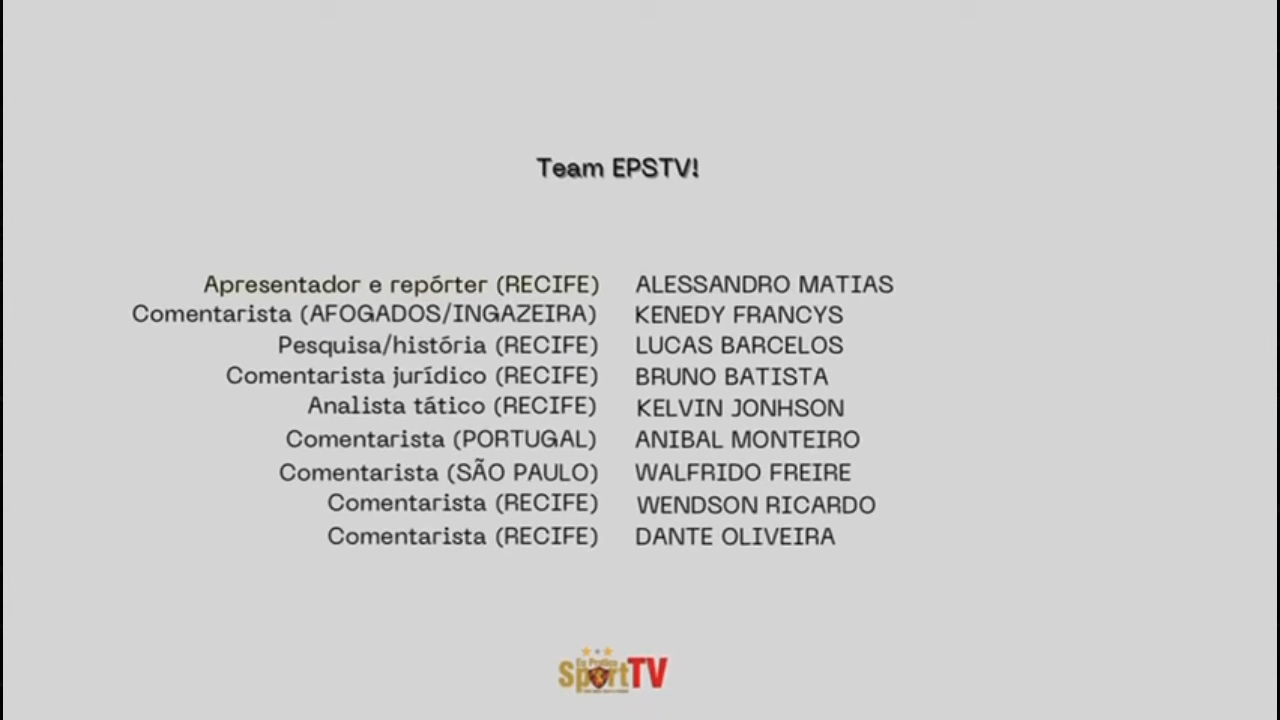 Team EPSTV!
Apresentador e repórter (RECIFE) ALESSANDRO MATIAS
Comentarista (AFOGADOS/INGAZEIRA) KENEDY FRANCYS
Pesquisa/história (RECIFE) LUCAS BARCELOS
Comentarista jurídico (RECIFE) BRUNO BATISTA
Analista tático (RECIFE) KELVIN JONHSON
Comentarista (PORTUGAL) ANIBAL MONTEIRO
Comentarista (SÃO PAULO) WALFRIDO FREIRE
Comentarista (RECIFE) WENDSON RICARDO
Comentarista (RECIFE) DANTE OLIVEIRA
SportTV